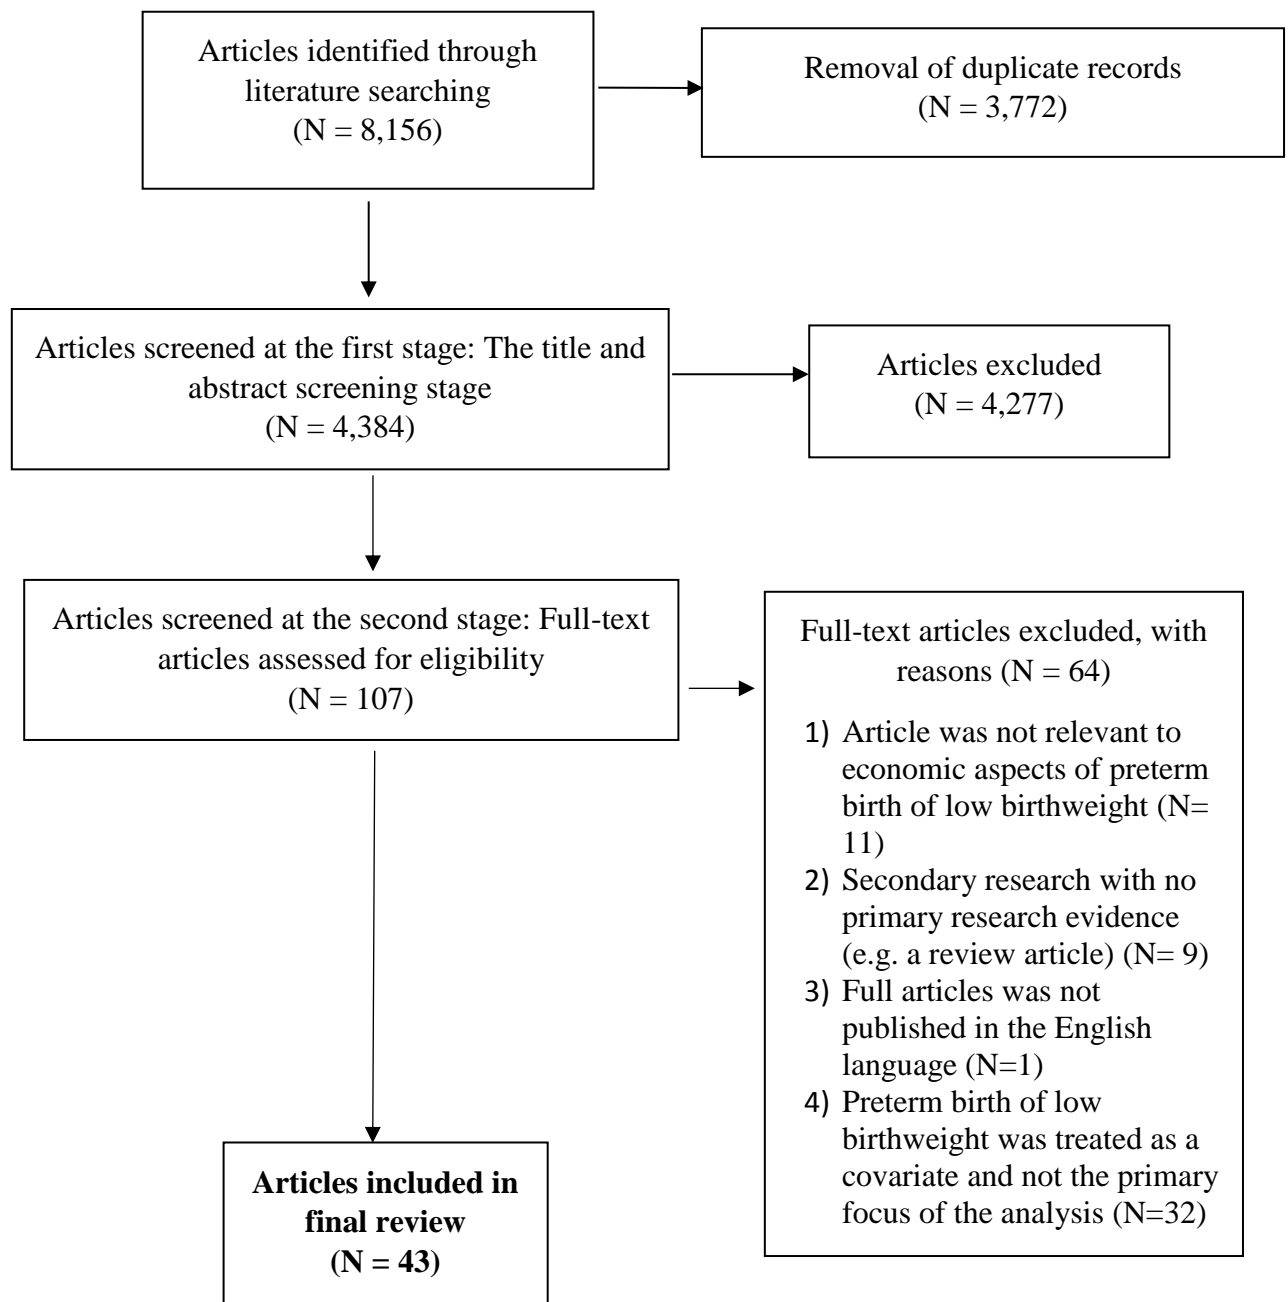 Articles identified through
literature searching
(N = 8,156)
Removal of duplicate records
(N = 3,772)
Articles screened at the first stage: The title and
abstract screening stage
(N = 4,384)
Articles excluded
(N = 4,277)
Articles screened at the second stage: Full-text
articles assessed for eligibility
(N = 107)
Full-text articles excluded, with
reasons (N = 64)
1) Article was not relevant to
economic aspects of preterm
birth of low birthweight (N=
11)
2) Secondary research with no
primary research evidence
(e.g. a review article) (N= 9)
3) Full articles was not
published in the English
language (N=1)
4) Preterm birth of low
birthweight was treated as a
covariate and not the primary
focus of the analysis (N=32)
Articles included in
final review
(N = 43)